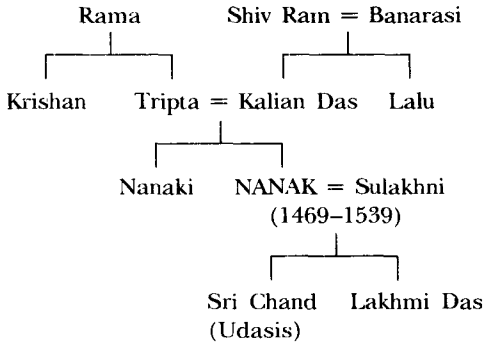 Rama Shiv Ram = Banarasi
Krishan Tripta = Kalian Das Lalu
Nanaki NANAK = Sulakhni
(1469–1539)
Sri Chand Lakhmi Das
(Udasis)